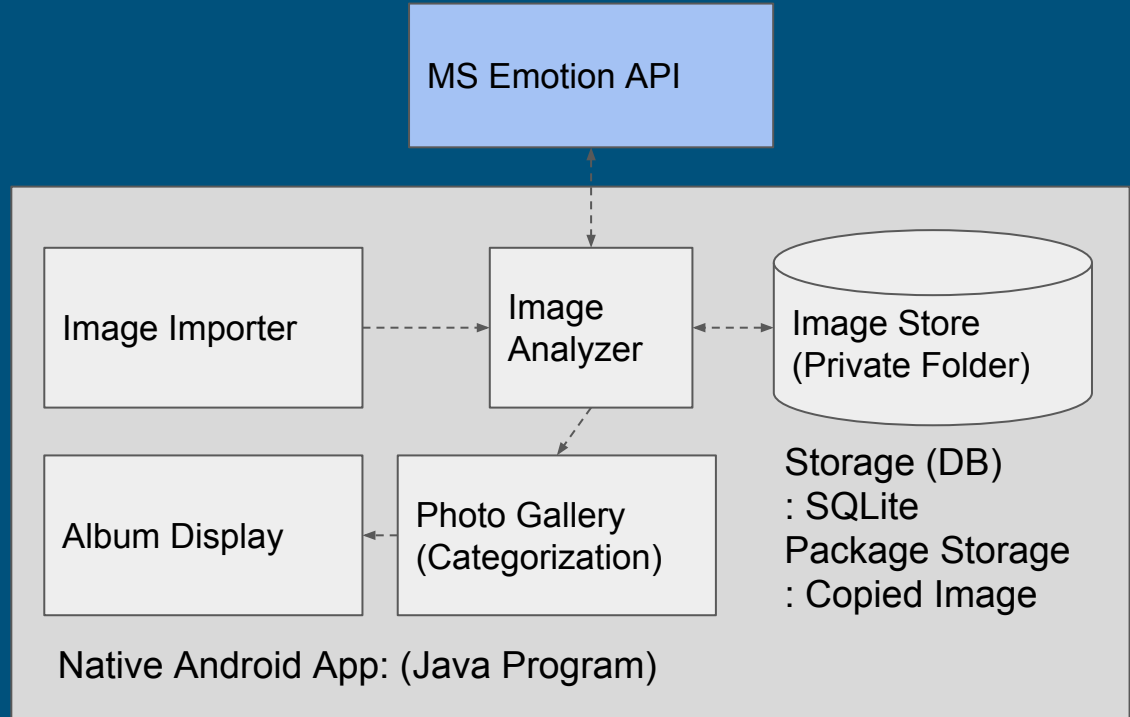 MS Emotion API
Image Importer
Image
Analyzer
Image Store
(Private Folder)
Album Display
Photo Gallery
(Categorization)
Storage (DB)
: SQLite
Package Storage
: Copied Image
Native Android App: (Java Program)